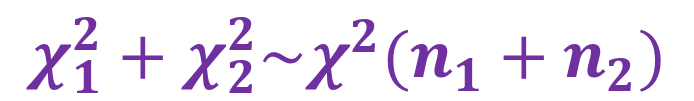 χ₁² + χ₂²~χ²(n₁ + n₂)